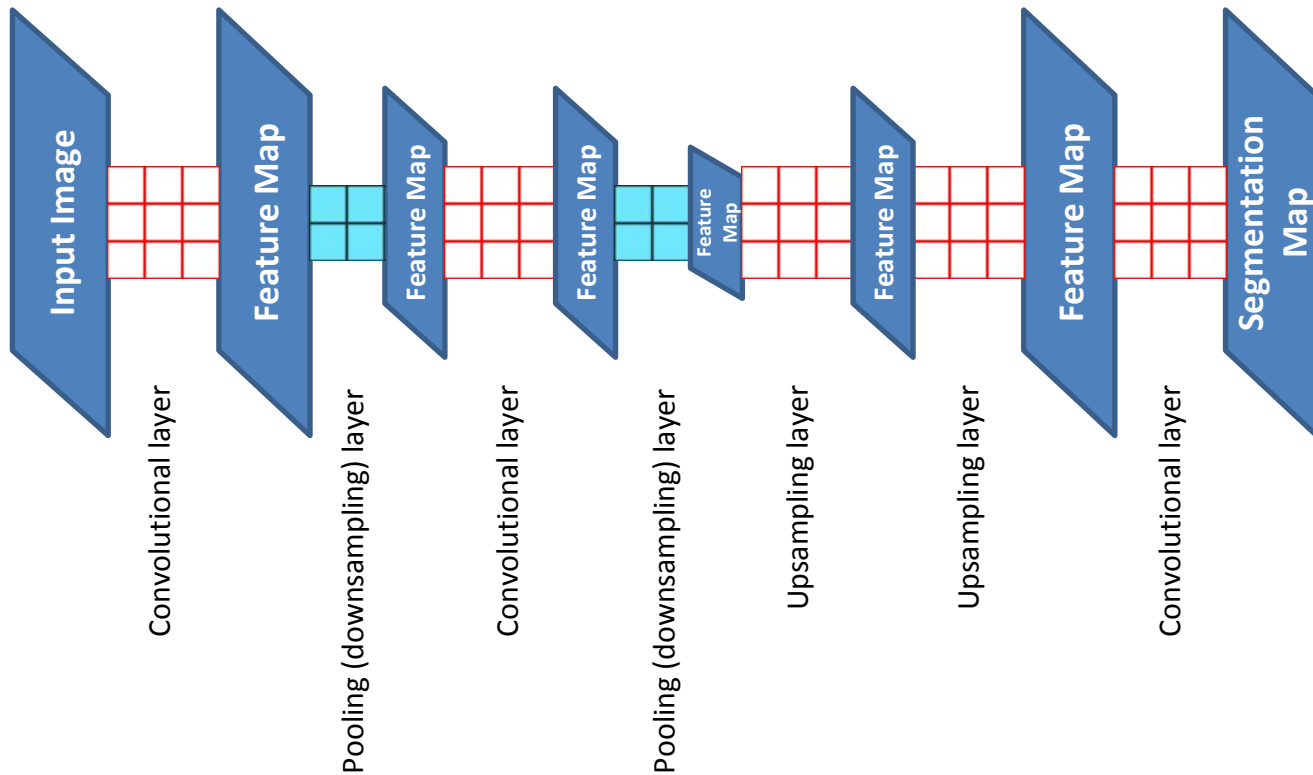 Input Image
Feature Map
Feature Map
Feature Map
Feature
Map
Feature Map
Feature Map
Segmentation
Map
Convolutional layer
Pooling (downsampling) layer
Convolutional layer
Pooling (downsampling) layer
Upsampling layer
Upsampling layer
Convolutional layer